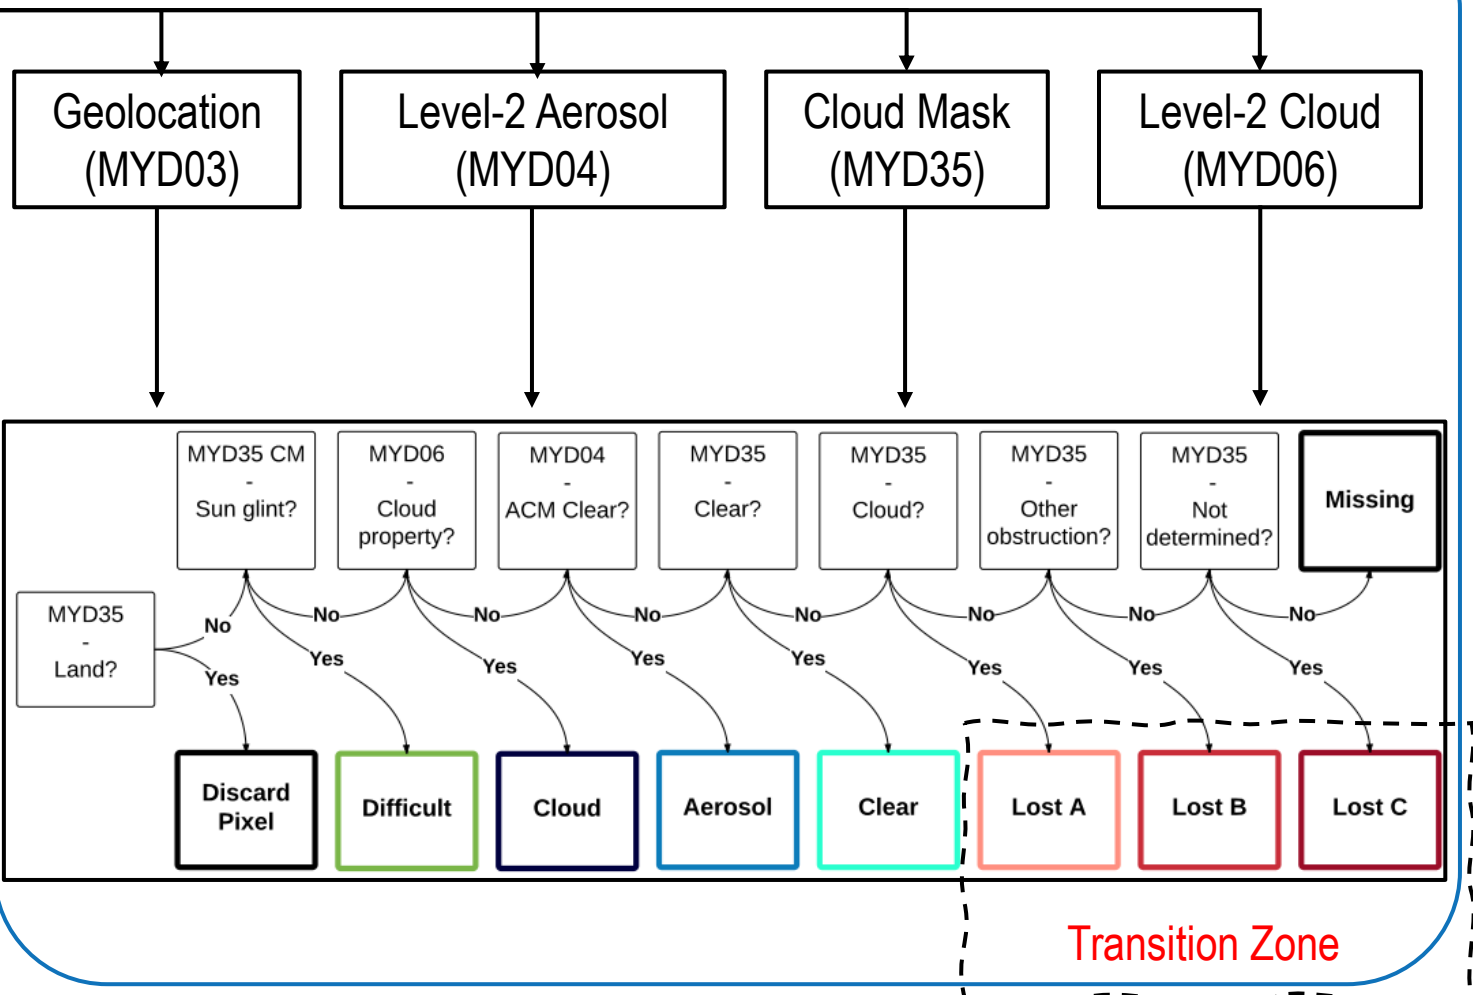 Geolocation
(MYD03)
Level-2 Aerosol
(MYD04)
Cloud Mask
(MYD35)
Level-2 Cloud
(MYD06)
MYD35 CM
-
Sun glint?
MYD06
-
Cloud
property?
MYD04
-
ACM Clear?
MYD35
-
Clear?
MYD35
-
Cloud?
MYD35
-
Other
obstruction?
MYD35
-
Not
determined?
Missing
MYD35
-
Land?
No
No
No
No
No
No
No
No
Yes
Yes
Yes
Yes
Yes
Yes
Yes
Yes
Discard
Pixel
Difficult
Cloud
Aerosol
Clear
Lost A
Lost B
Lost C
Transition Zone